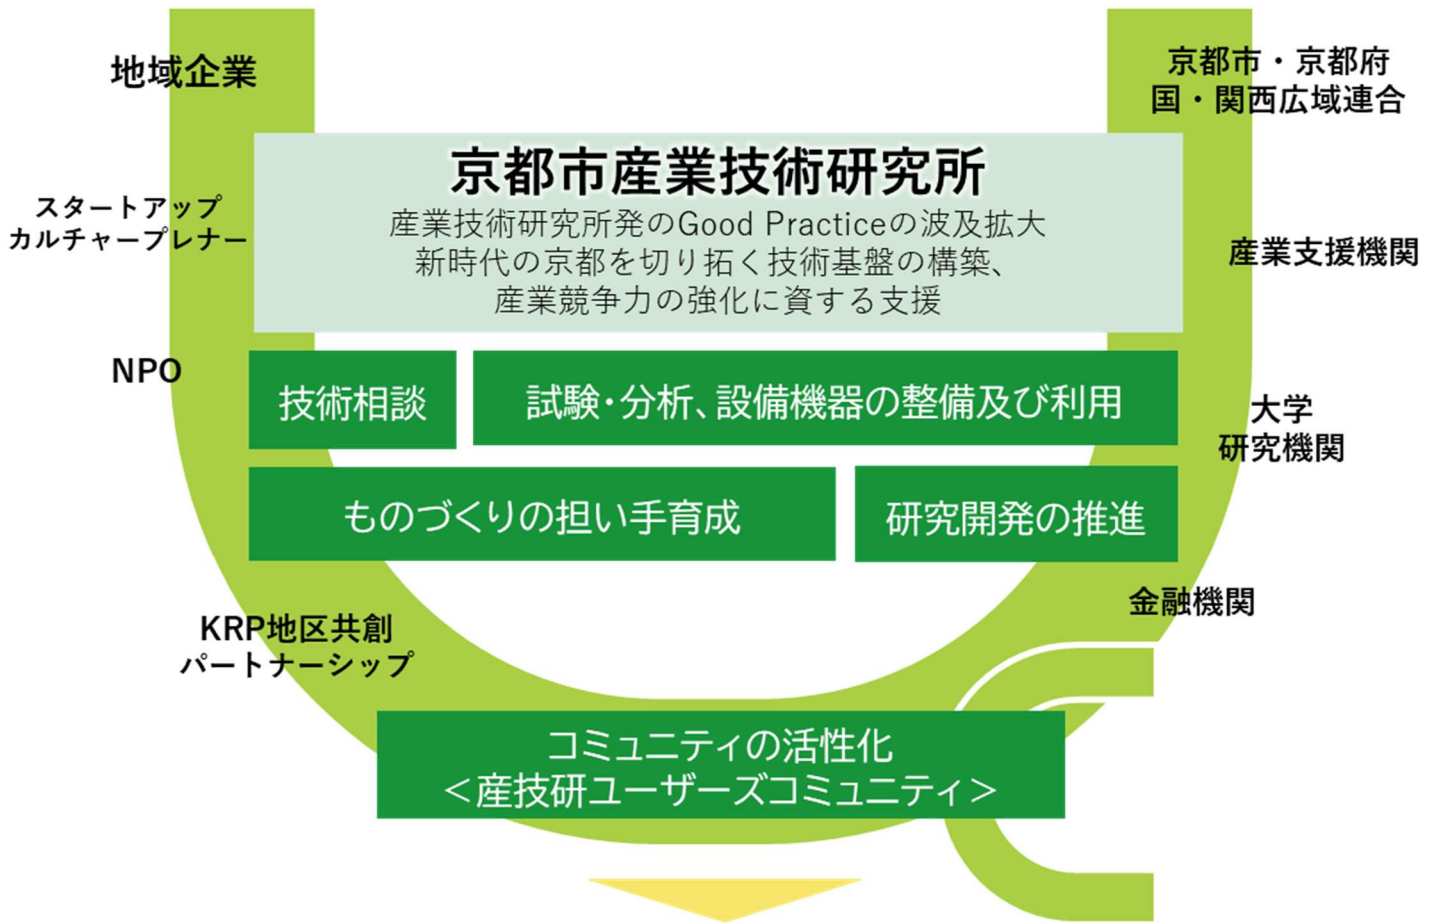 地域企業
京都市・京都府
国・関西広域連合
京都市産業技術研究所
産業技術研究所発のGood Practiceの波及拡大
新時代の京都を切り拓く技術基盤の構築、
産業競争力の強化に資する支援
スタートアップ
カルチャープレナー
産業支援機関
NPO
技術相談
試験・分析、設備機器の整備及び利用
大学
研究機関
ものづくりの担い手育成
研究開発の推進
金融機関
KRP地区共創
パートナーシップ
コミュニティの活性化
＜産技研ユーザーズコミュニティ＞